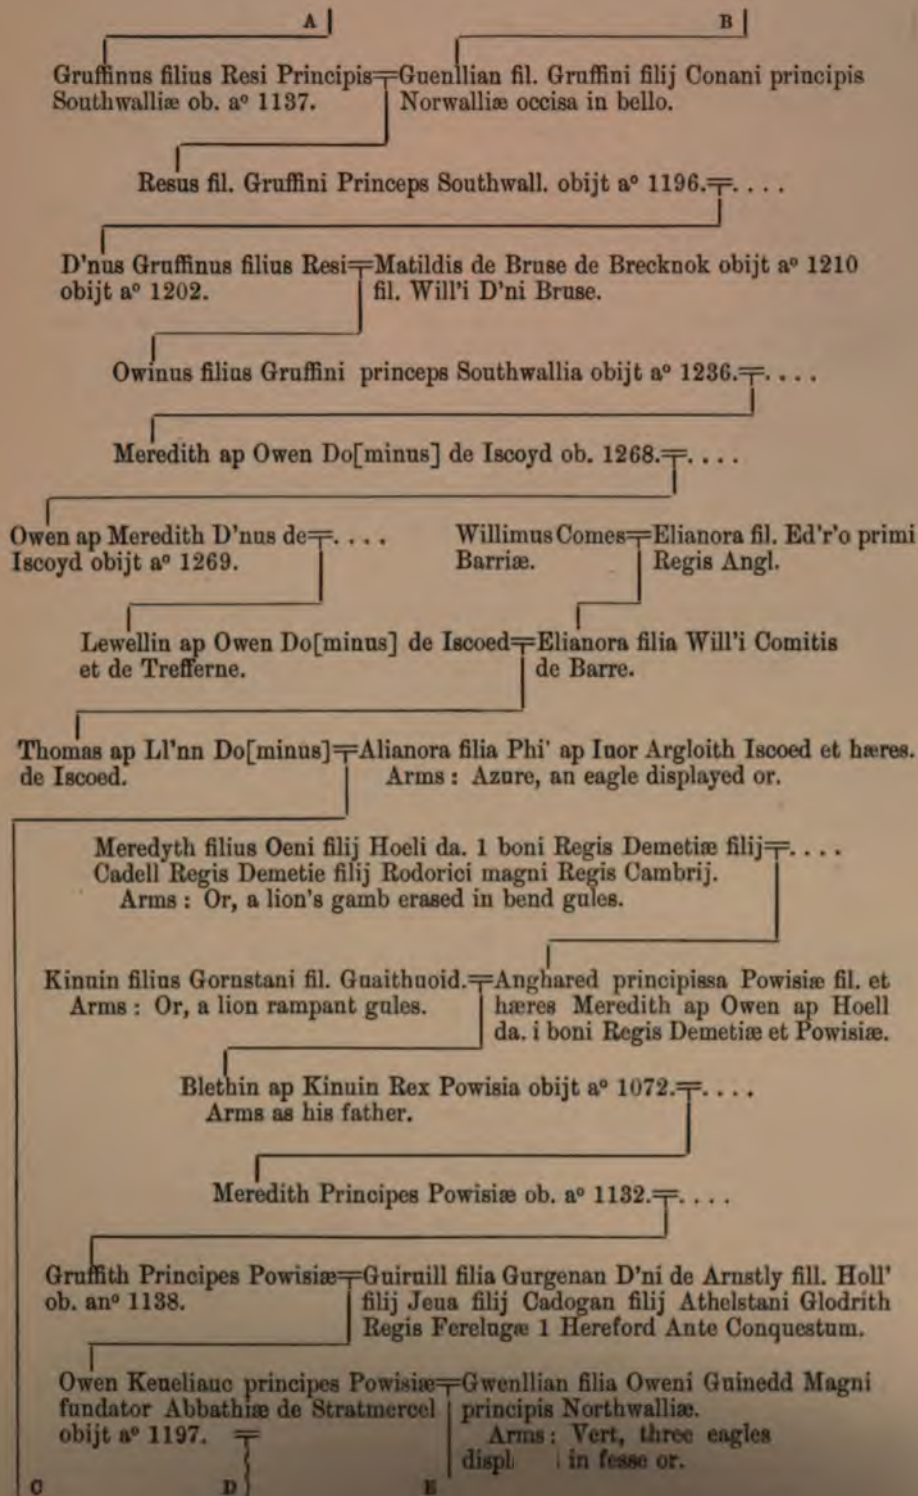 A B
Gruffinus filius Resi Principis Guenllian fil. Gruffini filij Conani principis
Southwalliæ ob. aº 1137. Norwalliæ occisa in bello.
Resus fil. Gruffini Princeps Southwall. obijt aº 1196. . . . .
D'nus Gruffinus filius Resi Matildis de Bruse de Brecknok obijt aº 1210
obijt aº 1202. fil. Will'i D'ni Bruse.
Owinus filius Gruffini princeps Southwallia obijt aº 1236. . . . .
Meredith ap Owen Do[minus] de Iscoyd ob. 1268. . . . .
Owen ap Meredith D'nus de . . . . Willimus Comes Elianora fil. Ed'r'o primi
Iscoyd obijt aº 1269. Barriæ. Regis Angl.
Lewellin ap Owen Do[minus] de Iscoed Elianora filia Will'i Comitis
et de Trefferne. de Barre.
Thomas ap Ll'nn Do[minus] Alianora filia Phi' ap Iuor Argloith Iscoed et hæres.
de Iscoed. Arms : Azure, an eagle displayed or.
Meredyth filius Oeni filij Hoeli da. 1 boni Regis Demetiæ filij . . . .
Cadell Regis Demetie filij Rodorici magni Regis Cambrij.
Arms : Or, a lion's gamb erased in bend gules.
Kinuin filius Gornstani fil. Guaithuoid. Anghared principissa Powisiæ fil. et
Arms : Or, a lion rampant gules. hæres Meredith ap Owen ap Hoell
da. i boni Regis Demetiæ et Powisiæ.
Blethin ap Kinuin Rex Powisia obijt aº 1072. . . . .
Arms as his father.
Meredith Principes Powisiæ ob. aº 1132. . . . .
Gruffith Principes Powisiæ Guiruill filia Gurgenan D'ni de Arustly fill. Holl'
ob. anº 1138. filij Jeua filij Cadogan filij Athelstani Glodrith
Regis Ferelugæ 1 Hereford Ante Conquestum.
Owen Keueliauc principes Powisiæ Gwenllian filia Oweni Guinedd Magni
fundator Abbathiæ de Stratmercel principis Northwalliæ.
obijt aº 1197. Arms : Vert, three eagles
in fesse or.
C D E